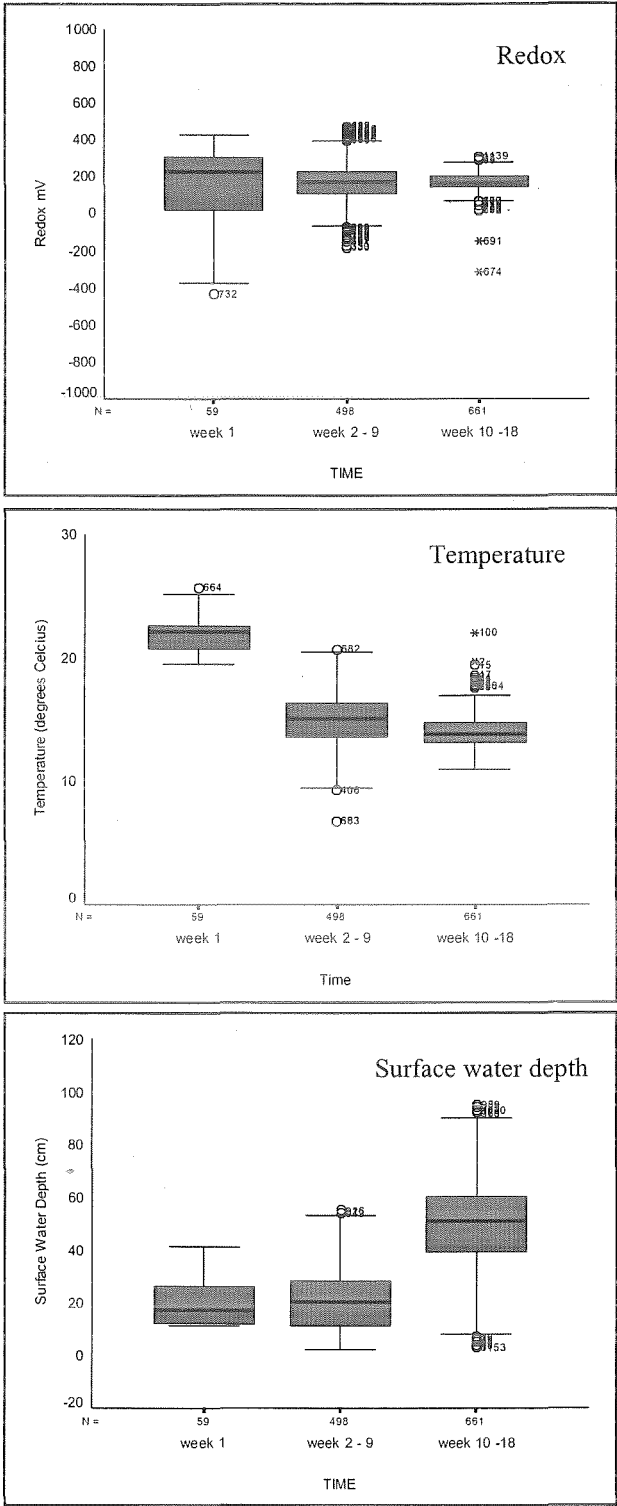 Redox
1000
800
600
400
200
0
-200
-400
-600
-800
-1000
Redox mV
732
1139
691
674
N = 59 498 661
week 1 week 2 - 9 week 10 -18
TIME
Temperature
30
20
10
0
Temperature (degrees Celcius)
664
682
406
683
100
N = 59 498 661
week 1 week 2 - 9 week 10 -18
Time
Surface water depth
120
100
80
60
40
20
0
-20
Surface Water Depth (cm)
N = 59 498 661
week 1 week 2 - 9 week 10 -18
TIME